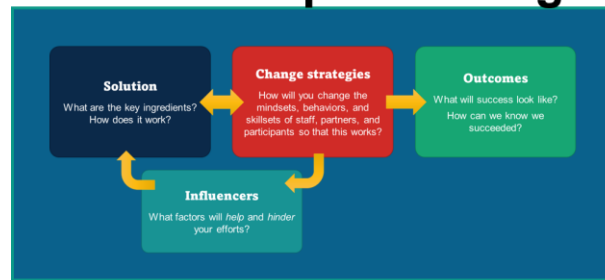 Solution
What are the key ingredients?
How does it work?
Change strategies
How will you change the
mindsets, behaviors, and
skillsets of staff, partners, and
participants so that this works?
Outcomes
What will success look like?
How can we know we
succeeded?
Influencers
What factors will help and hinder
your efforts?